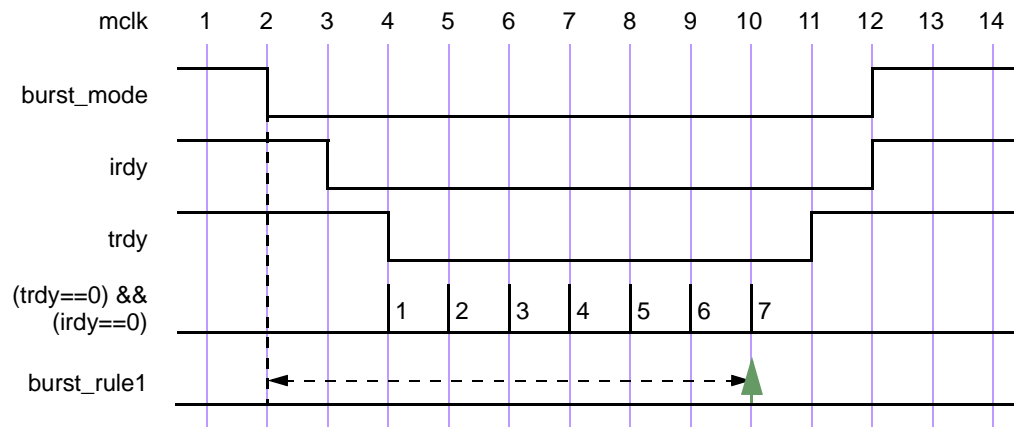 mclk 1 2 3 4 5 6 7 8 9 10 11 12 13 14
burst_mode
irdy
trdy
(trdy==0) &&
(irdy==0) 1 2 3 4 5 6 7
burst_rule1